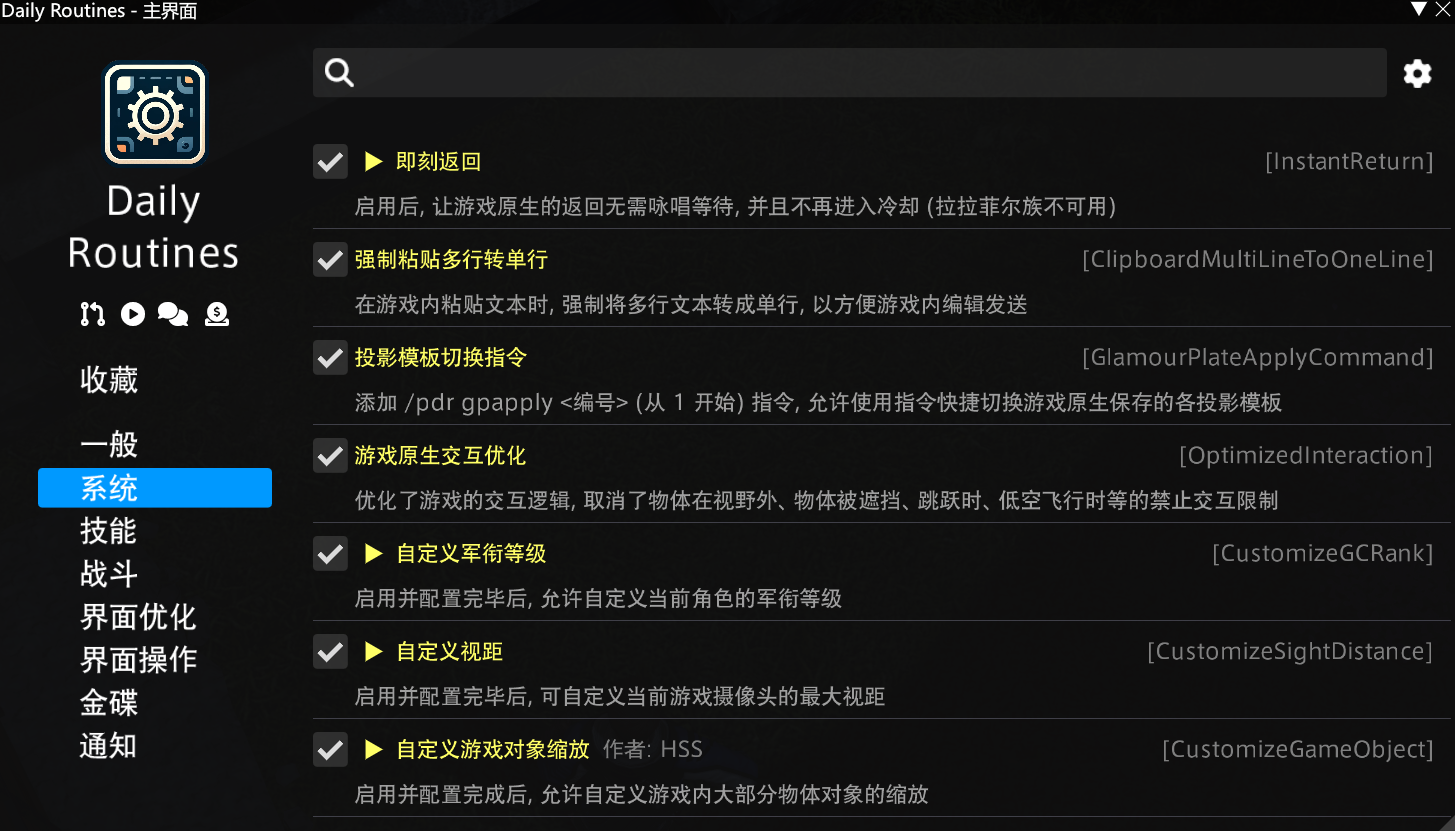 Daily Routines - 主界面
Daily
Routines
收藏
一般
系统
技能
战斗
界面优化
界面操作
金碟
通知
即刻返回 [InstantReturn]
启用后, 让游戏原生的返回无需咏唱等待, 并且不再进入冷却 (拉拉菲尔族不可用)
强制粘贴多行转单行 [ClipboardMultiLineToOneLine]
在游戏内粘贴文本时, 强制将多行文本转成单行, 以方便游戏内编辑发送
投影模板切换指令 [GlamourPlateApplyCommand]
添加 /pdr gpapply <编号> (从 1 开始) 指令, 允许使用指令快捷切换游戏原生保存的各投影模板
游戏原生交互优化 [OptimizedInteraction]
优化了游戏的交互逻辑, 取消了物体在视野外、物体被遮挡、跳跃时、低空飞行时等的禁止交互限制
自定义军衔等级 [CustomizeGCRank]
启用并配置完毕后, 允许自定义当前角色的军衔等级
自定义视距 [CustomizeSightDistance]
启用并配置完毕后, 可自定义当前游戏摄像头的最大视距
自定义游戏对象缩放 作者: HSS [CustomizeGameObject]
启用并配置完成后, 允许自定义游戏内大部分物体对象的缩放